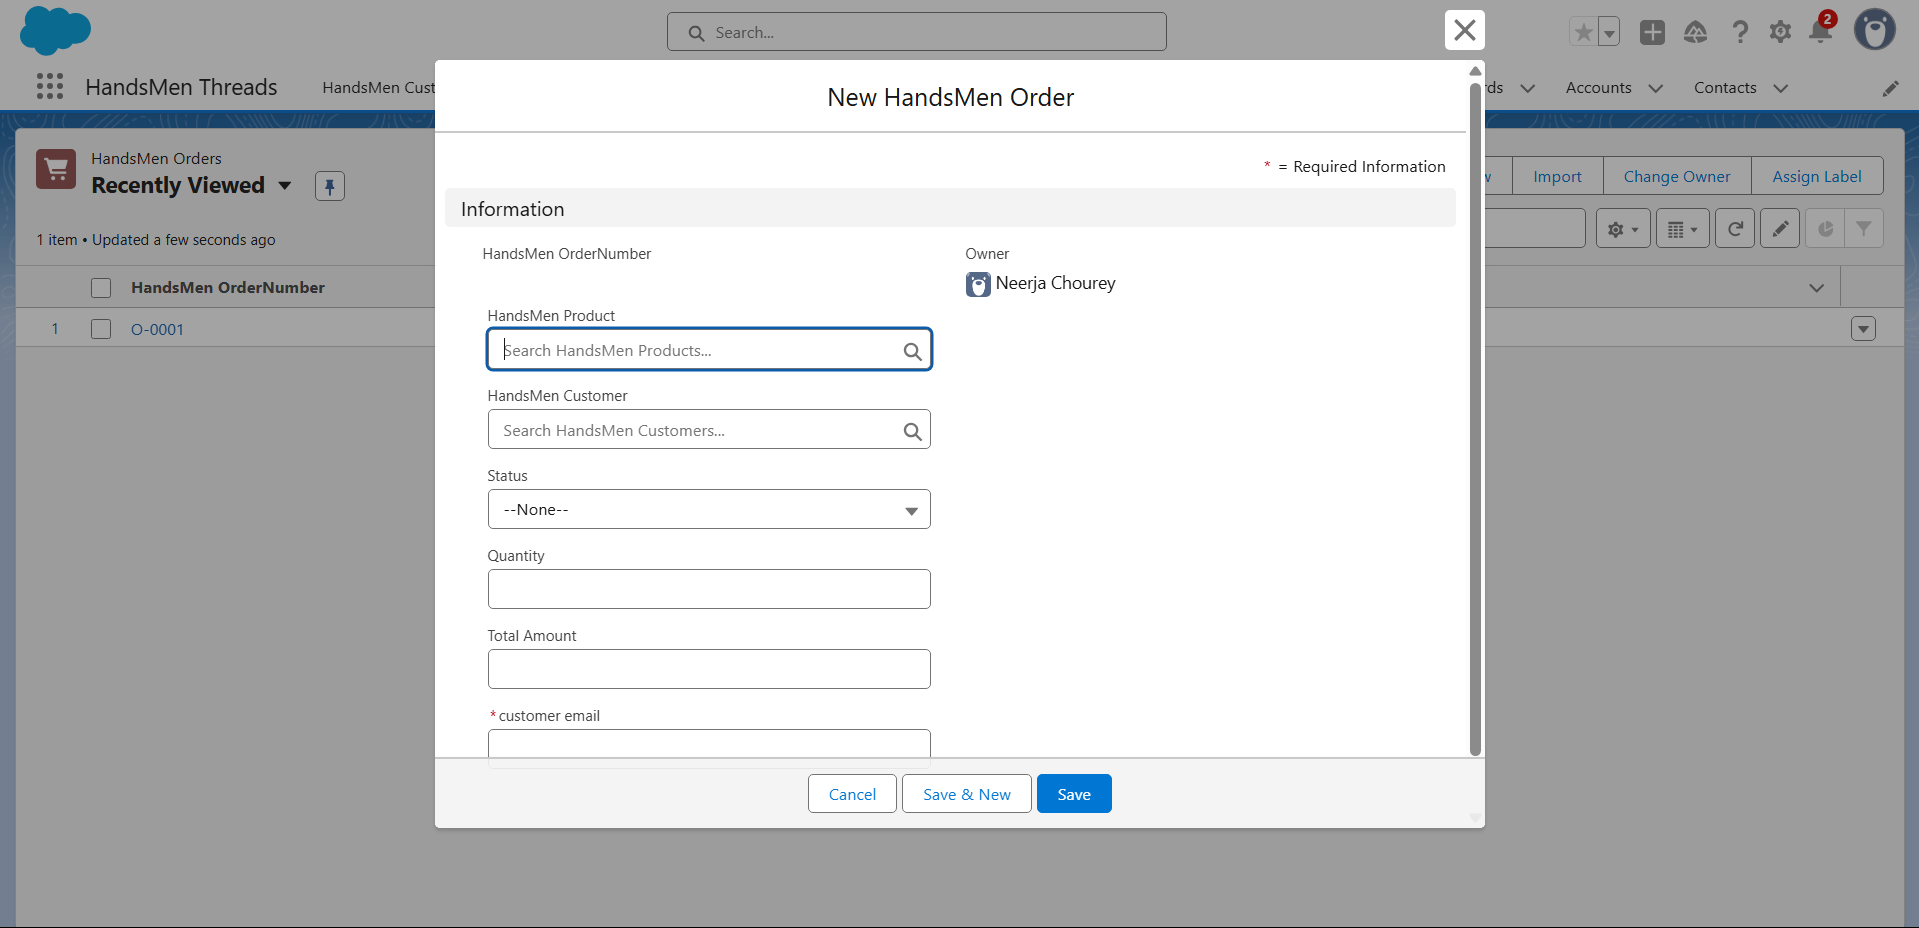 Search...
2
HandsMen Threads
HandsMen Cust
Accounts
Contacts
HandsMen Orders
Recently Viewed
1 item • Updated a few seconds ago
Import
Change Owner
Assign Label
HandsMen OrderNumber
1
O-0001
New HandsMen Order
* = Required Information
Information
HandsMen OrderNumber
Owner
Neerja Chourey
HandsMen Product
Search HandsMen Products...
HandsMen Customer
Search HandsMen Customers...
Status
--None--
Quantity
Total Amount
*customer email
Cancel
Save & New
Save